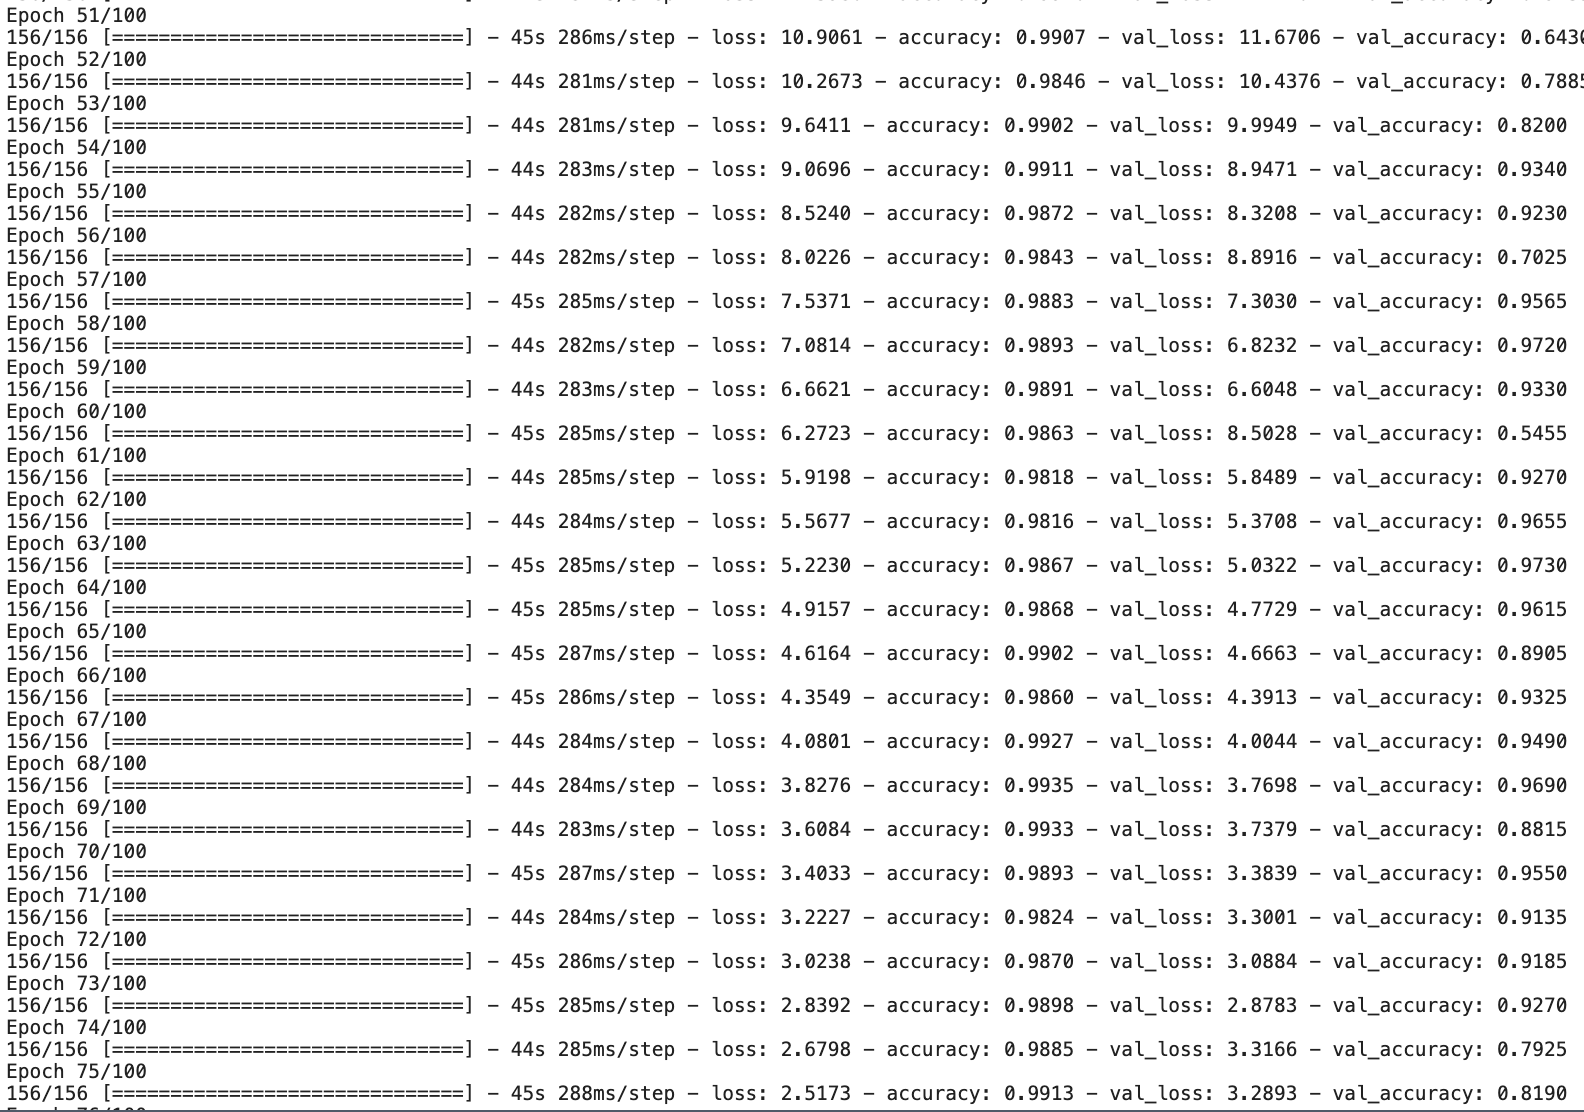 Epoch 51/100
156/156 [==============================] - 45s 286ms/step - loss: 10.9061 - accuracy: 0.9907 - val_loss: 11.6706 - val_accuracy: 0.6430
Epoch 52/100
156/156 [==============================] - 44s 281ms/step - loss: 10.2673 - accuracy: 0.9846 - val_loss: 10.4376 - val_accuracy: 0.7885
Epoch 53/100
156/156 [==============================] - 44s 281ms/step - loss: 9.6411 - accuracy: 0.9902 - val_loss: 9.9949 - val_accuracy: 0.8200
Epoch 54/100
156/156 [==============================] - 44s 283ms/step - loss: 9.0696 - accuracy: 0.9911 - val_loss: 8.9471 - val_accuracy: 0.9340
Epoch 55/100
156/156 [==============================] - 44s 282ms/step - loss: 8.5240 - accuracy: 0.9872 - val_loss: 8.3208 - val_accuracy: 0.9230
Epoch 56/100
156/156 [==============================] - 44s 282ms/step - loss: 8.0226 - accuracy: 0.9843 - val_loss: 8.8916 - val_accuracy: 0.7025
Epoch 57/100
156/156 [==============================] - 45s 285ms/step - loss: 7.5371 - accuracy: 0.9883 - val_loss: 7.3030 - val_accuracy: 0.9565
Epoch 58/100
156/156 [==============================] - 44s 282ms/step - loss: 7.0814 - accuracy: 0.9893 - val_loss: 6.8232 - val_accuracy: 0.9720
Epoch 59/100
156/156 [==============================] - 44s 283ms/step - loss: 6.6621 - accuracy: 0.9891 - val_loss: 6.6048 - val_accuracy: 0.9330
Epoch 60/100
156/156 [==============================] - 45s 285ms/step - loss: 6.2723 - accuracy: 0.9863 - val_loss: 8.5028 - val_accuracy: 0.5455
Epoch 61/100
156/156 [==============================] - 44s 285ms/step - loss: 5.9198 - accuracy: 0.9818 - val_loss: 5.8489 - val_accuracy: 0.9270
Epoch 62/100
156/156 [==============================] - 44s 284ms/step - loss: 5.5677 - accuracy: 0.9816 - val_loss: 5.3708 - val_accuracy: 0.9655
Epoch 63/100
156/156 [==============================] - 45s 285ms/step - loss: 5.2230 - accuracy: 0.9867 - val_loss: 5.0322 - val_accuracy: 0.9730
Epoch 64/100
156/156 [==============================] - 45s 285ms/step - loss: 4.9157 - accuracy: 0.9868 - val_loss: 4.7729 - val_accuracy: 0.9615
Epoch 65/100
156/156 [==============================] - 45s 287ms/step - loss: 4.6164 - accuracy: 0.9902 - val_loss: 4.6663 - val_accuracy: 0.8905
Epoch 66/100
156/156 [==============================] - 45s 286ms/step - loss: 4.3549 - accuracy: 0.9860 - val_loss: 4.3913 - val_accuracy: 0.9325
Epoch 67/100
156/156 [==============================] - 44s 284ms/step - loss: 4.0801 - accuracy: 0.9927 - val_loss: 4.0044 - val_accuracy: 0.9490
Epoch 68/100
156/156 [==============================] - 44s 284ms/step - loss: 3.8276 - accuracy: 0.9935 - val_loss: 3.7698 - val_accuracy: 0.9690
Epoch 69/100
156/156 [==============================] - 44s 283ms/step - loss: 3.6084 - accuracy: 0.9933 - val_loss: 3.7379 - val_accuracy: 0.8815
Epoch 70/100
156/156 [==============================] - 45s 287ms/step - loss: 3.4033 - accuracy: 0.9893 - val_loss: 3.3839 - val_accuracy: 0.9550
Epoch 71/100
156/156 [==============================] - 44s 284ms/step - loss: 3.2227 - accuracy: 0.9824 - val_loss: 3.3001 - val_accuracy: 0.9135
Epoch 72/100
156/156 [==============================] - 45s 286ms/step - loss: 3.0238 - accuracy: 0.9870 - val_loss: 3.0884 - val_accuracy: 0.9185
Epoch 73/100
156/156 [==============================] - 45s 285ms/step - loss: 2.8392 - accuracy: 0.9898 - val_loss: 2.8783 - val_accuracy: 0.9270
Epoch 74/100
156/156 [==============================] - 44s 285ms/step - loss: 2.6798 - accuracy: 0.9885 - val_loss: 3.3166 - val_accuracy: 0.7925
Epoch 75/100
156/156 [==============================] - 45s 288ms/step - loss: 2.5173 - accuracy: 0.9913 - val_loss: 3.2893 - val_accuracy: 0.8190